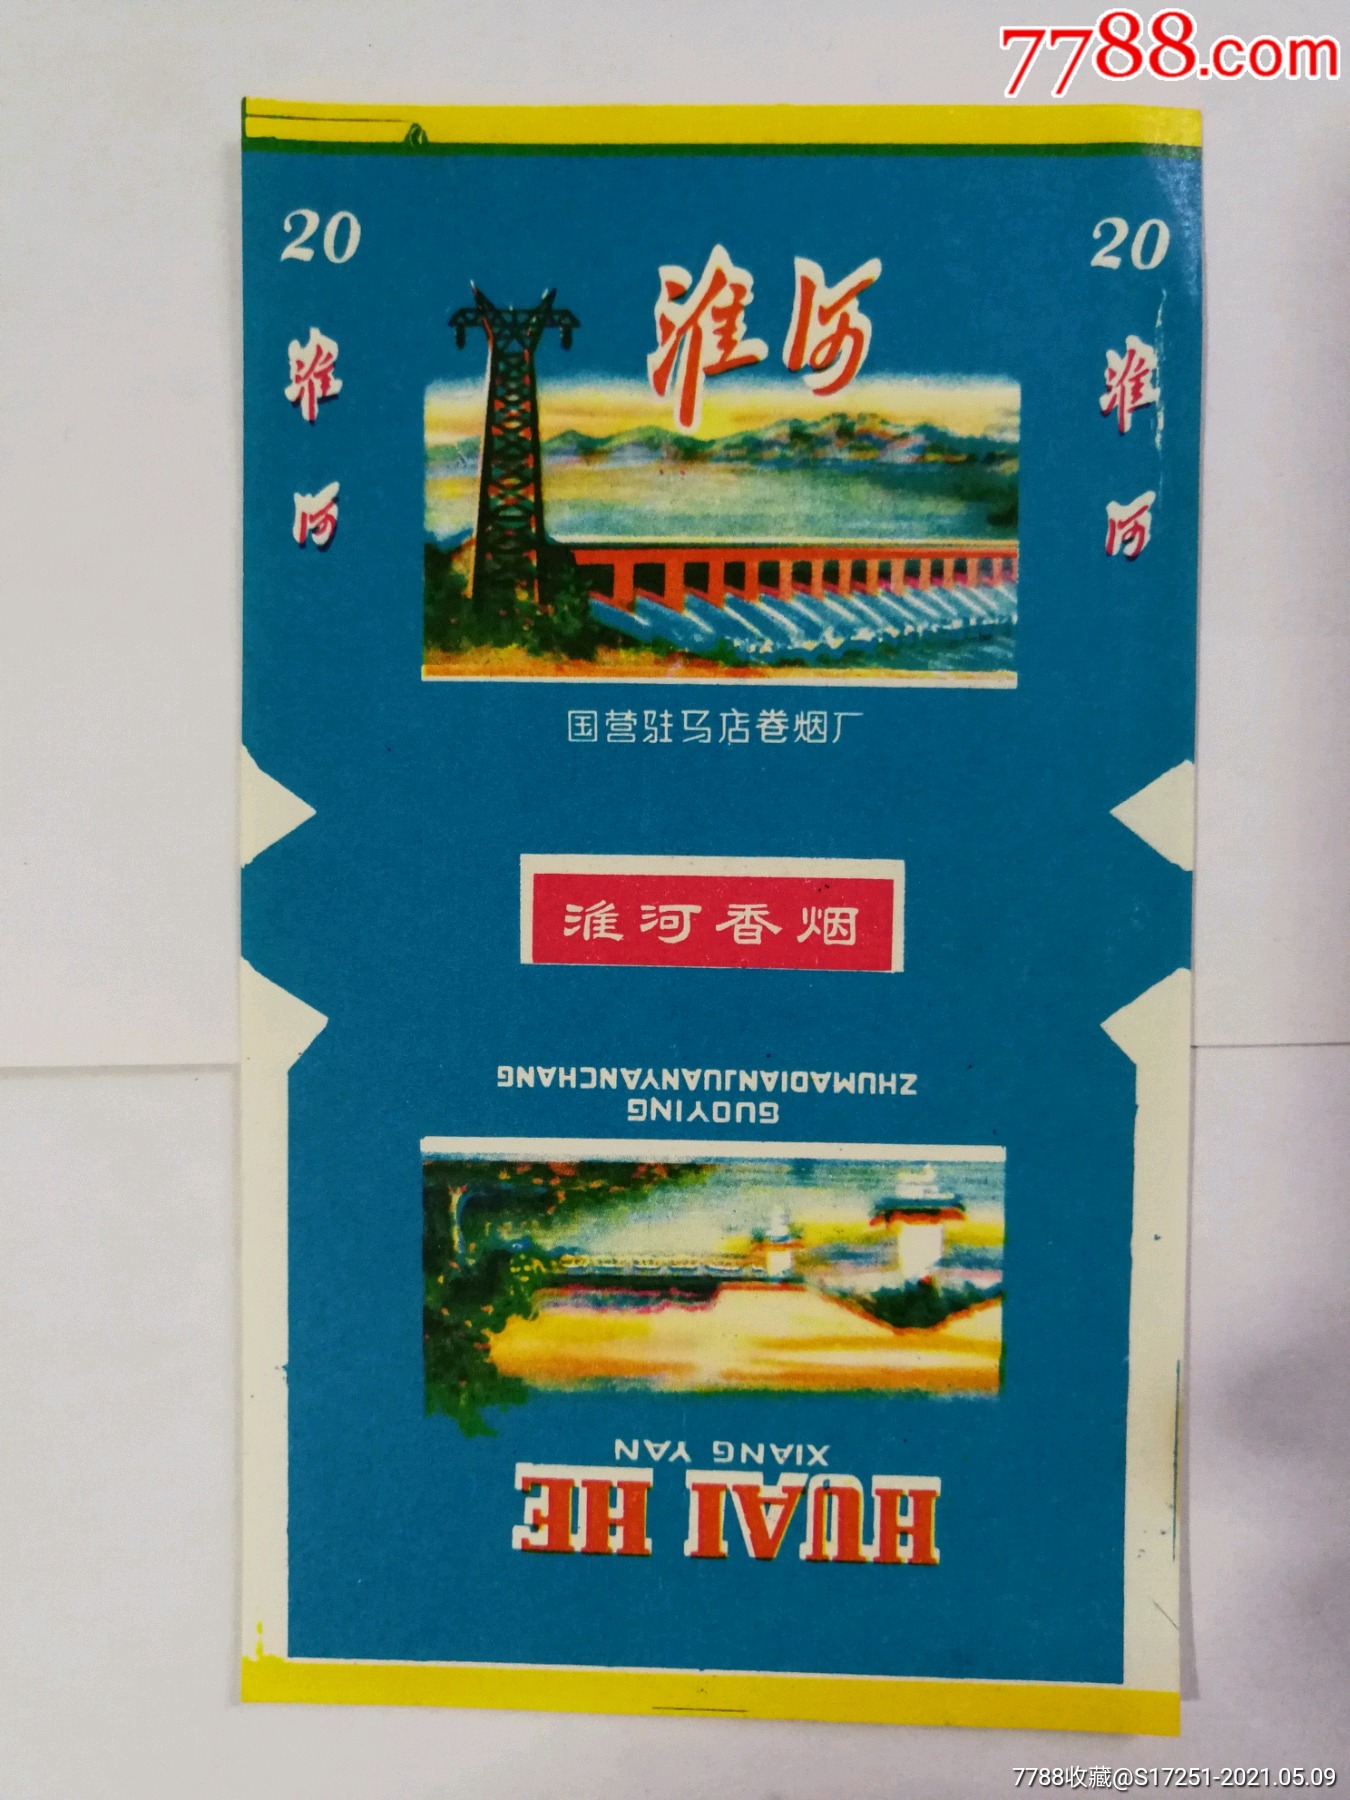 7788.com
20
20
淮河
淮河
淮河
国营驻马店卷烟厂
淮河香烟
GUOYING
ZHUMADIANJUANYANCHANG
HUAI HE
XIANG YAN
7788收藏@S17251-2021.05.09